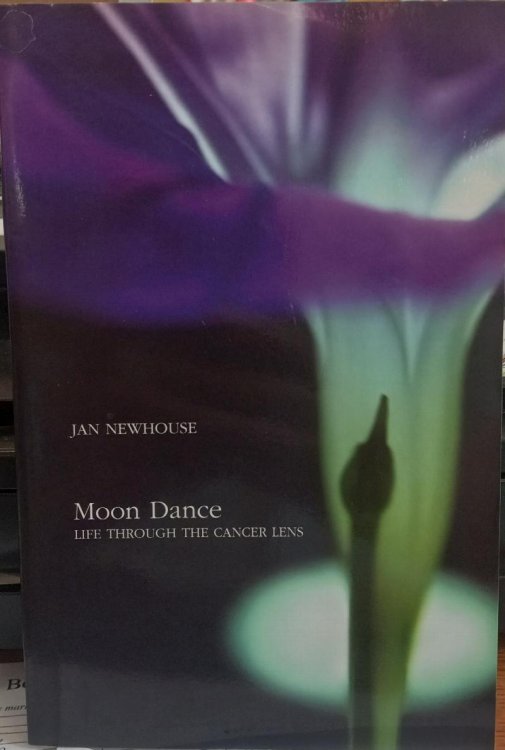 JAN NEWHOUSE
Moon Dance
LIFE THROUGH THE CANCER LENS